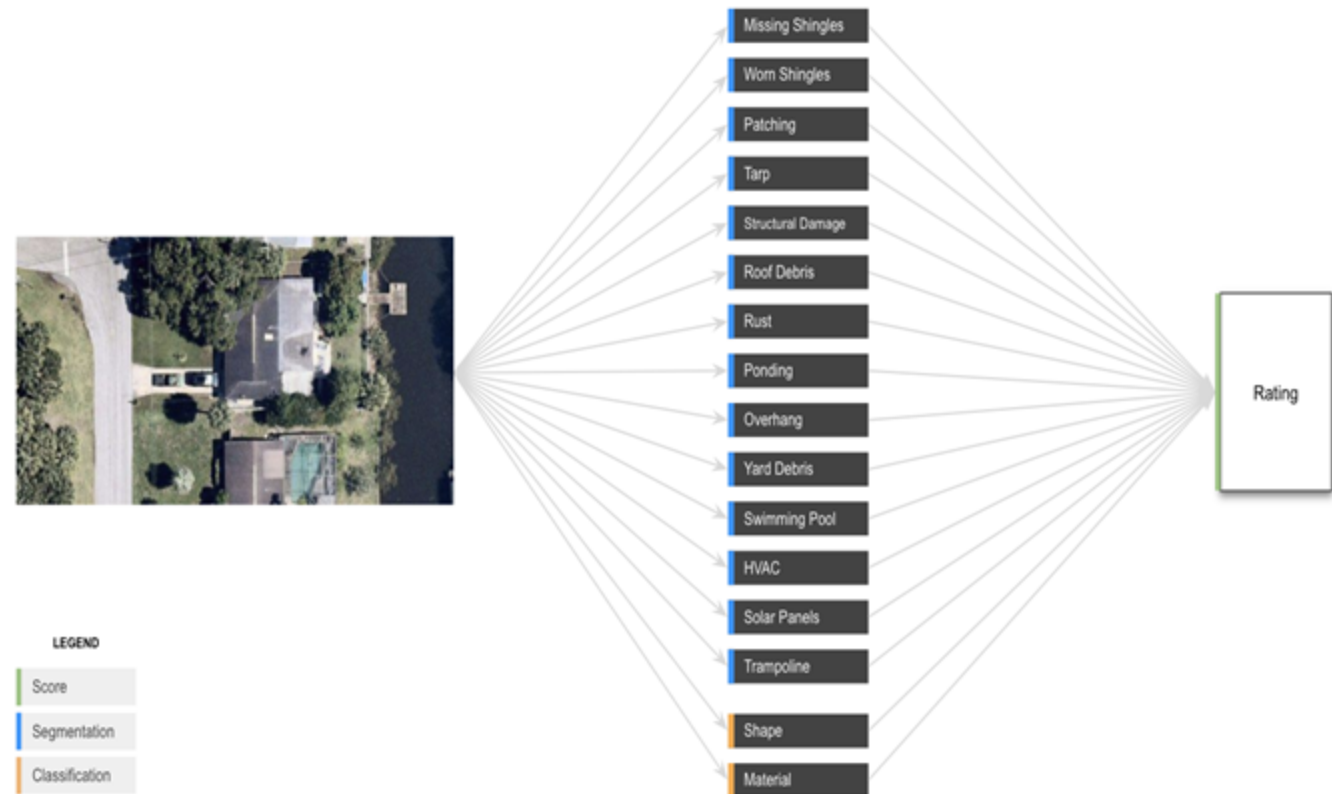 Missing Shingles
Worn Shingles
Patching
Tarp
Structural Damage
Roof Debris
Rust
Ponding
Overhang
Yard Debris
Swimming Pool
HVAC
Solar Panels
Trampoline
Shape
Material
Rating
LEGEND
Score
Segmentation
Classification